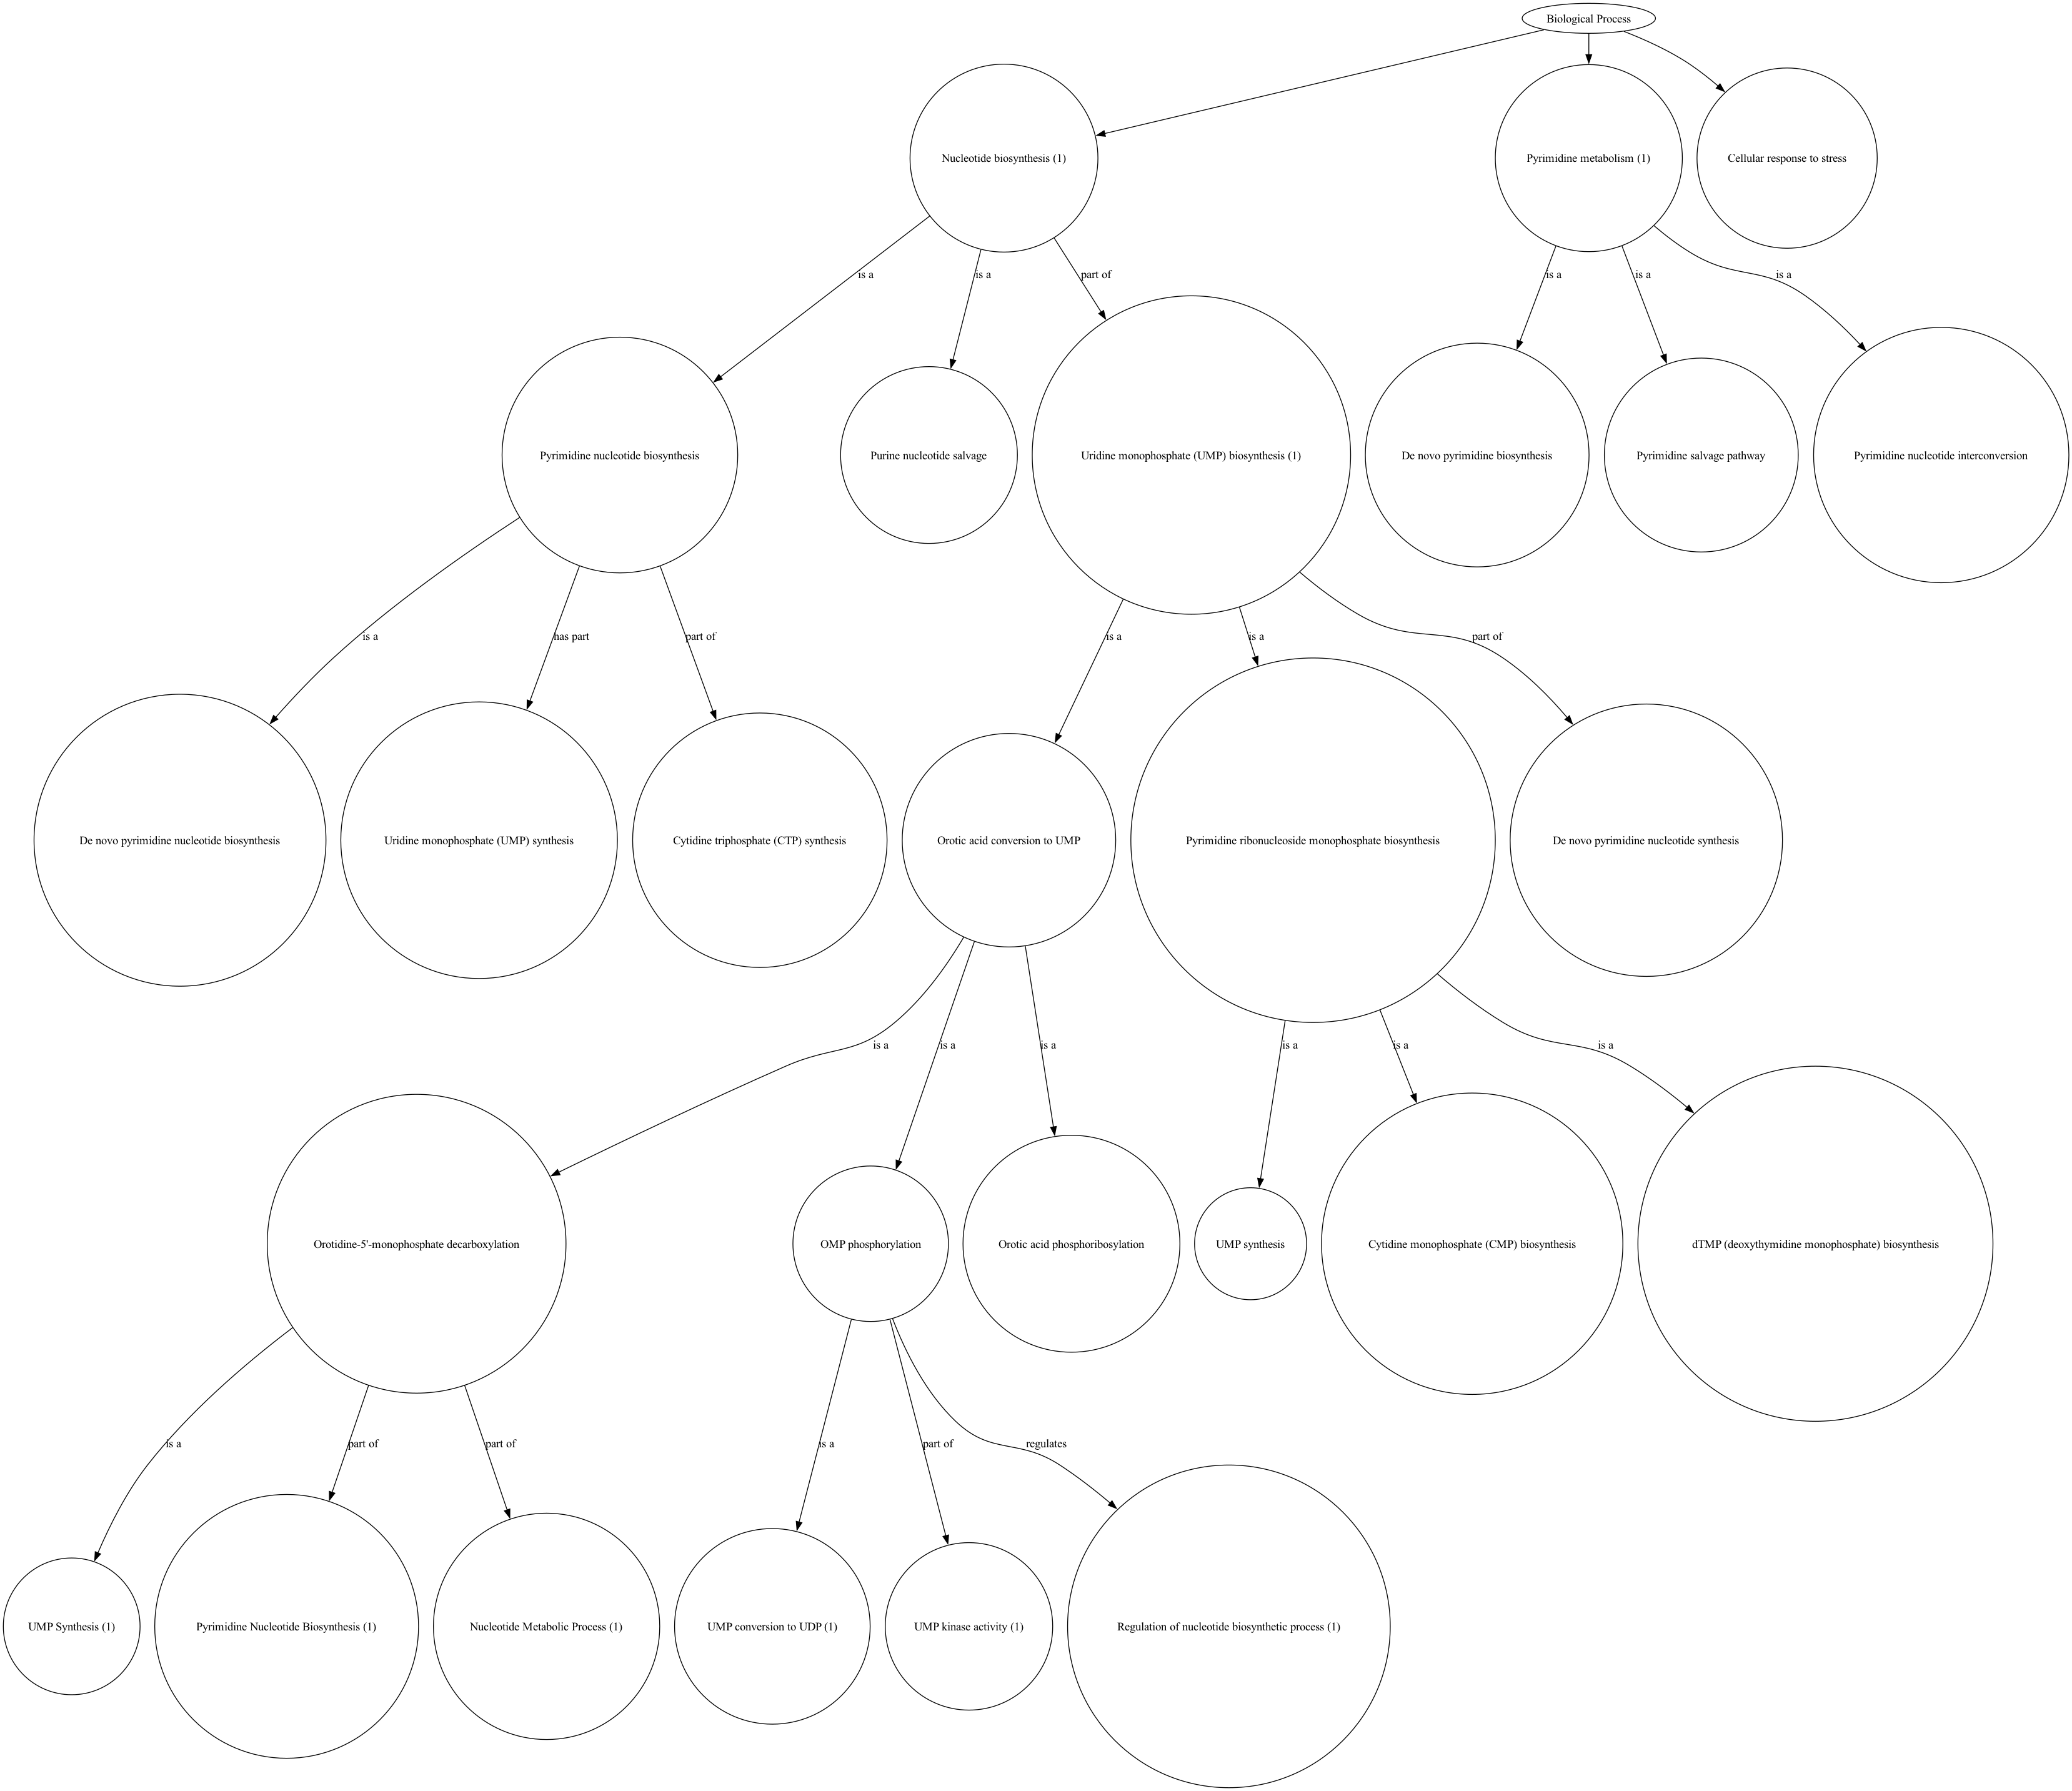 Biological Process
Nucleotide biosynthesis (1)
Pyrimidine metabolism (1)
Cellular response to stress
is a
is a
part of
is a
is a
is a
Pyrimidine nucleotide biosynthesis
Purine nucleotide salvage
Uridine monophosphate (UMP) biosynthesis (1)
De novo pyrimidine biosynthesis
Pyrimidine salvage pathway
Pyrimidine nucleotide interconversion
is a
has part
part of
is a
is a
part of
De novo pyrimidine nucleotide biosynthesis
Uridine monophosphate (UMP) synthesis
Cytidine triphosphate (CTP) synthesis
Orotic acid conversion to UMP
Pyrimidine ribonucleoside monophosphate biosynthesis
De novo pyrimidine nucleotide synthesis
is a
is a
is a
is a
is a
is a
Orotidine-5'-monophosphate decarboxylation
OMP phosphorylation
Orotic acid phosphoribosylation
UMP synthesis
Cytidine monophosphate (CMP) biosynthesis
dTMP (deoxythymidine monophosphate) biosynthesis
is a
part of
part of
is a
part of
regulates
UMP Synthesis (1)
Pyrimidine Nucleotide Biosynthesis (1)
Nucleotide Metabolic Process (1)
UMP conversion to UDP (1)
UMP kinase activity (1)
Regulation of nucleotide biosynthetic process (1)